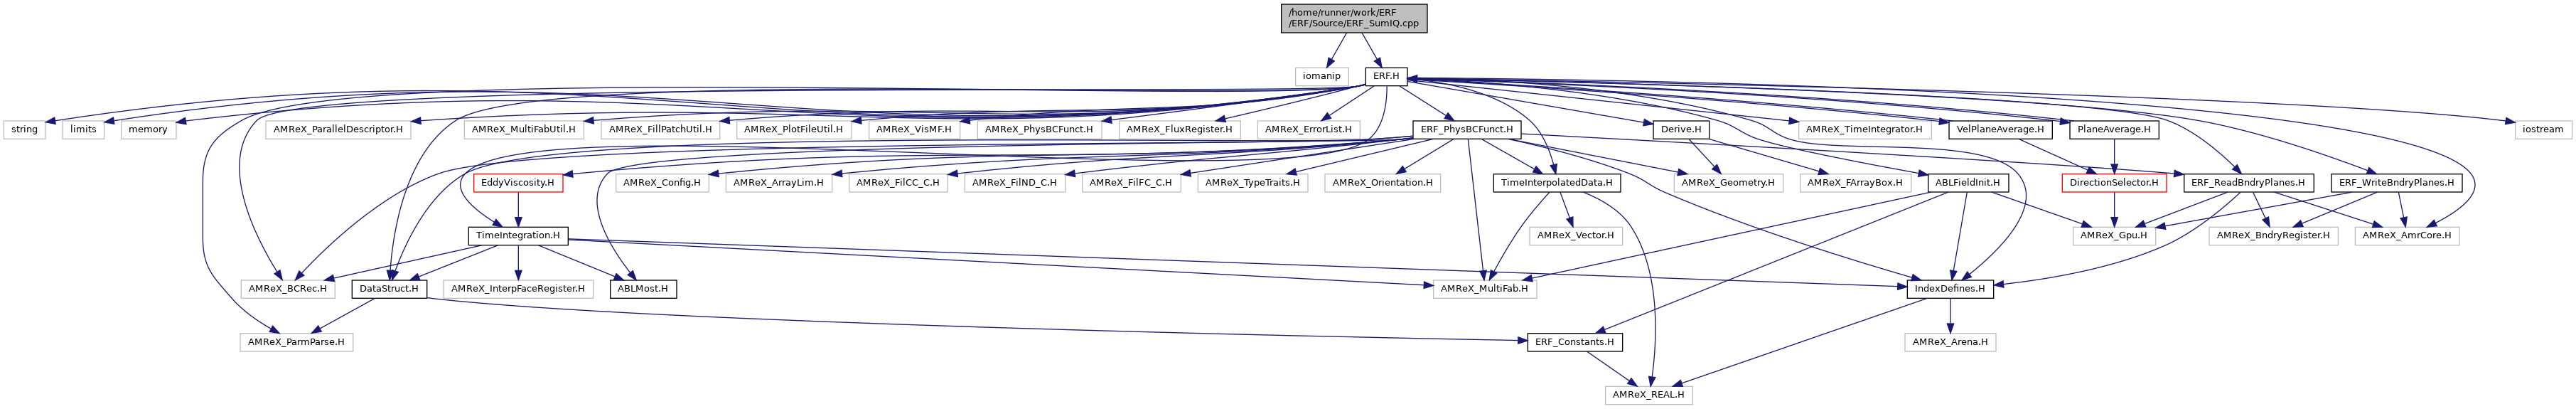 /home/runner/work/ERF
/ERF/Source/ERF_SumIQ.cpp
iomanip
ERF.H
string
limits
memory
AMReX_ParallelDescriptor.H
AMReX_MultiFabUtil.H
AMReX_FillPatchUtil.H
AMReX_PlotFileUtil.H
AMReX_VisMF.H
AMReX_PhysBCFunct.H
AMReX_FluxRegister.H
AMReX_ErrorList.H
ERF_PhysBCFunct.H
Derive.H
AMReX_TimeIntegrator.H
VelPlaneAverage.H
PlaneAverage.H
iostream
EddyViscosity.H
AMReX_Config.H
AMReX_ArrayLim.H
AMReX_FilCC_C.H
AMReX_FilND_C.H
AMReX_FilFC_C.H
AMReX_TypeTraits.H
AMReX_Orientation.H
TimeInterpolatedData.H
AMReX_Geometry.H
AMReX_FArrayBox.H
ABLFieldInit.H
DirectionSelector.H
ERF_ReadBndryPlanes.H
ERF_WriteBndryPlanes.H
TimeIntegration.H
AMReX_Vector.H
AMReX_Gpu.H
AMReX_BndryRegister.H
AMReX_AmrCore.H
AMReX_BCRec.H
DataStruct.H
AMReX_InterpFaceRegister.H
ABLMost.H
AMReX_MultiFab.H
IndexDefines.H
AMReX_ParmParse.H
ERF_Constants.H
AMReX_Arena.H
AMReX_REAL.H